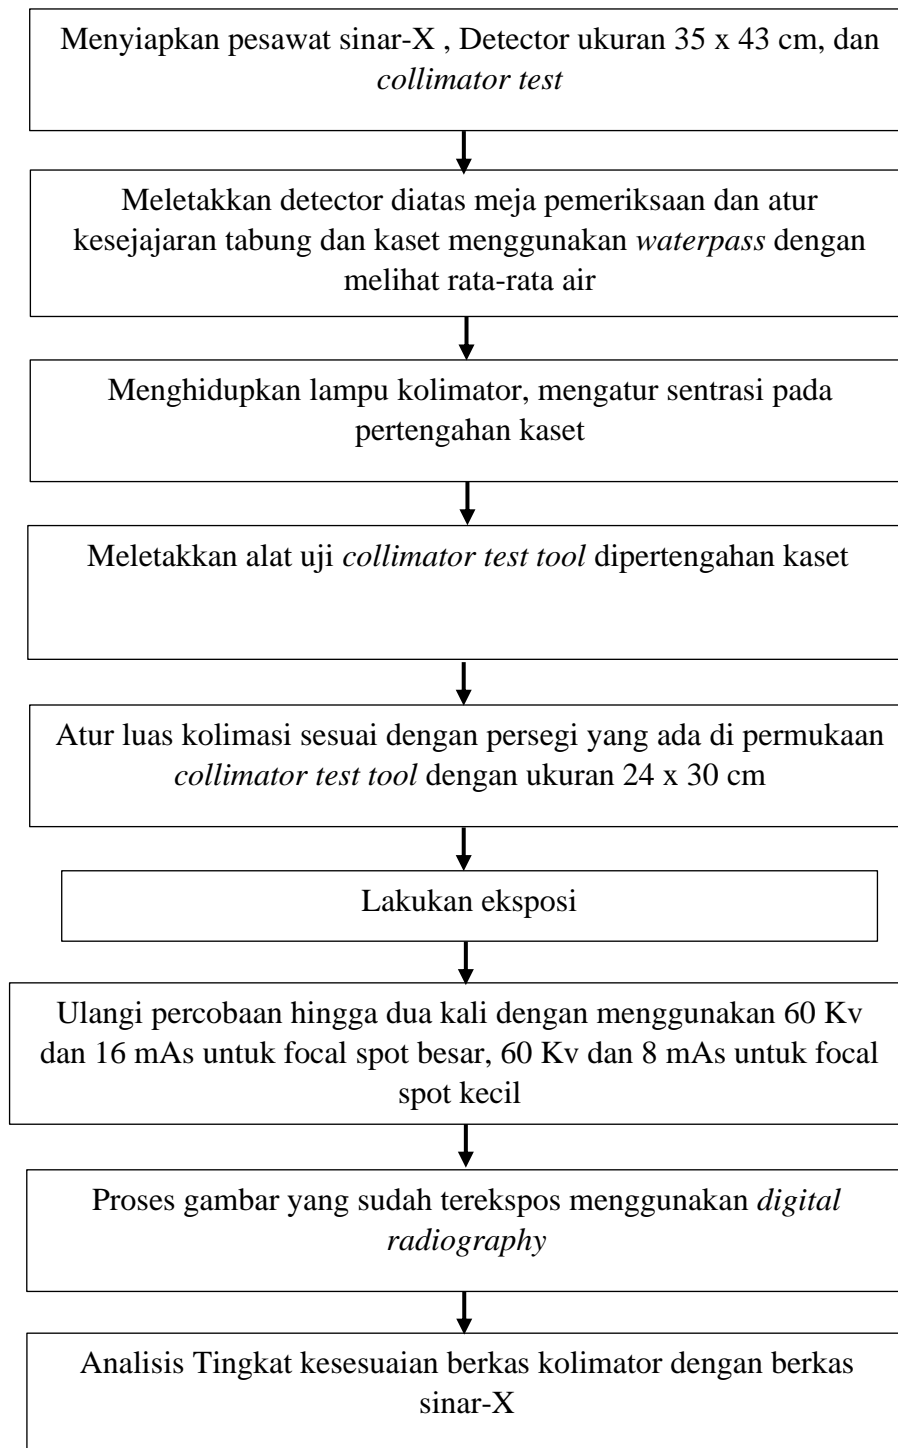 Menyiapkan pesawat sinar-X , Detector ukuran 35 x 43 cm, dan
collimator test
Meletakkan detector diatas meja pemeriksaan dan atur
kesejajaran tabung dan kaset menggunakan waterpass dengan
melihat rata-rata air
Menghidupkan lampu kolimator, mengatur sentrasi pada
pertengahan kaset
Meletakkan alat uji collimator test tool dipertengahan kaset
Atur luas kolimasi sesuai dengan persegi yang ada di permukaan
collimator test tool dengan ukuran 24 x 30 cm
Lakukan eksposi
Ulangi percobaan hingga dua kali dengan menggunakan 60 Kv
dan 16 mAs untuk focal spot besar, 60 Kv dan 8 mAs untuk focal
spot kecil
Proses gambar yang sudah terekspos menggunakan digital
radiography
Analisis Tingkat kesesuaian berkas kolimator dengan berkas
sinar-X